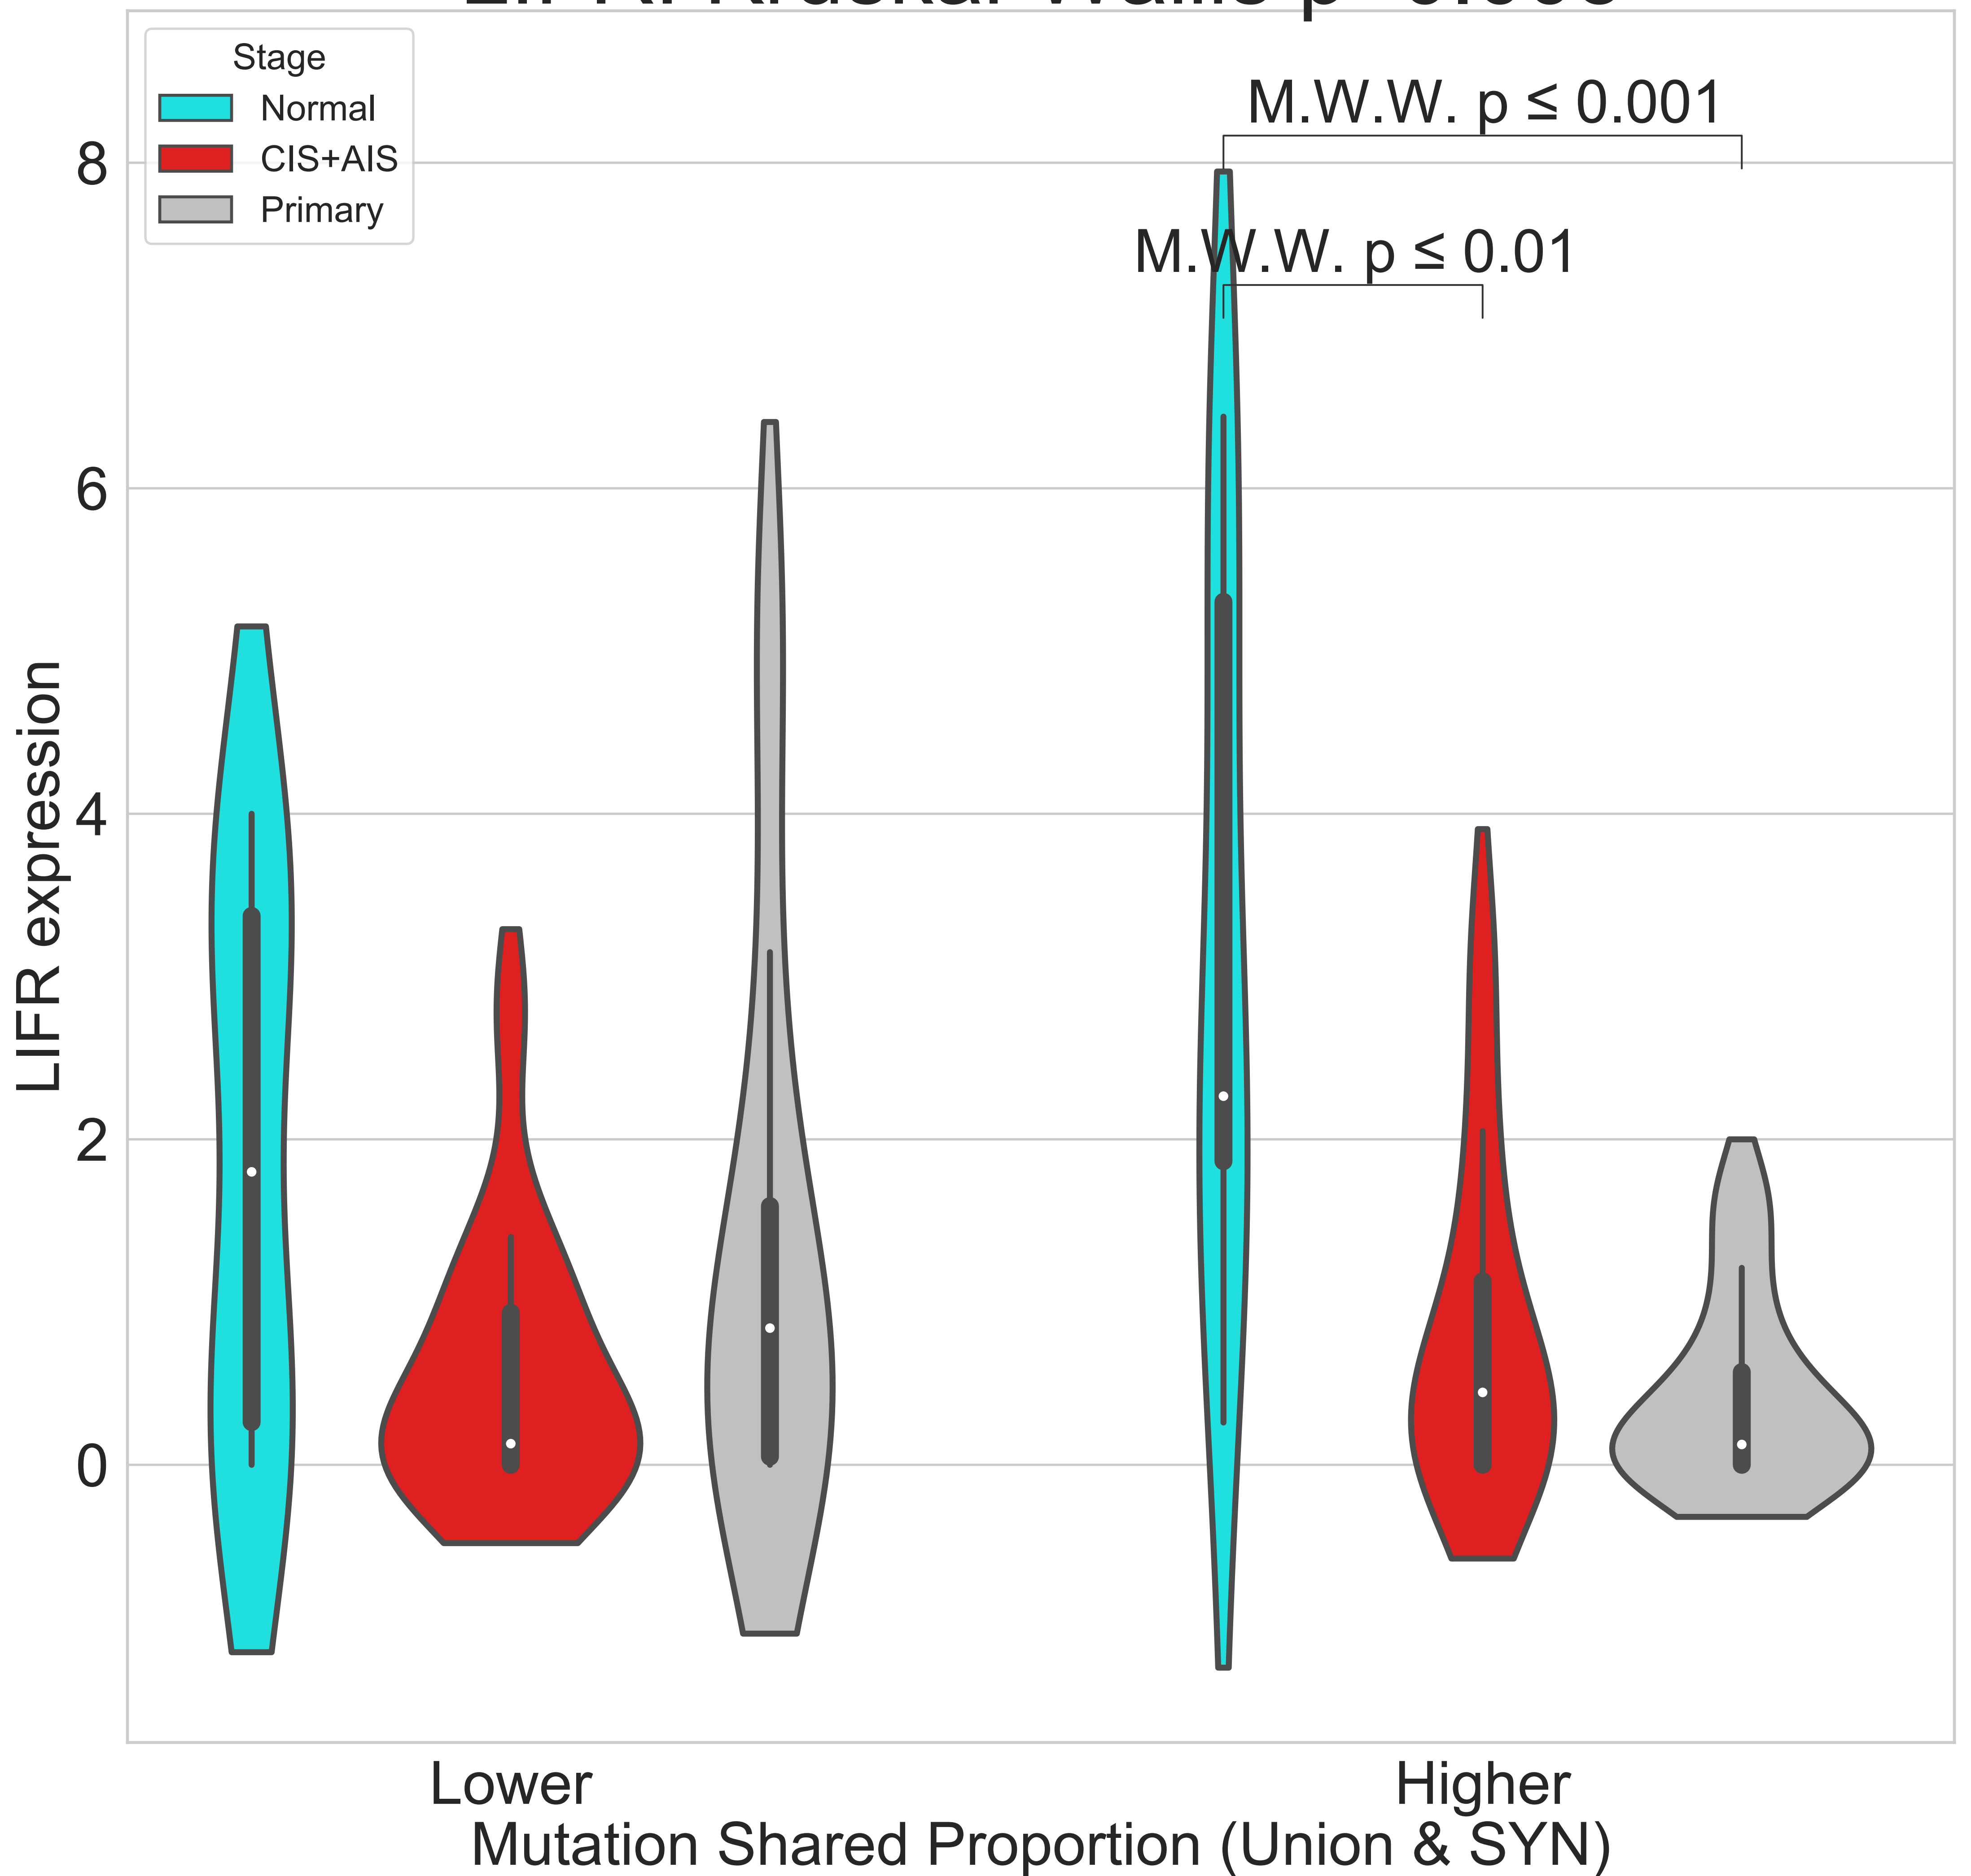 Stage
Normal
CIS+AIS
Primary
M.W.W. p ≤ 0.001
M.W.W. p ≤ 0.01
8
6
4
2
0
LIFR expression
Lower
Higher
Mutation Shared Proportion (Union & SYN)